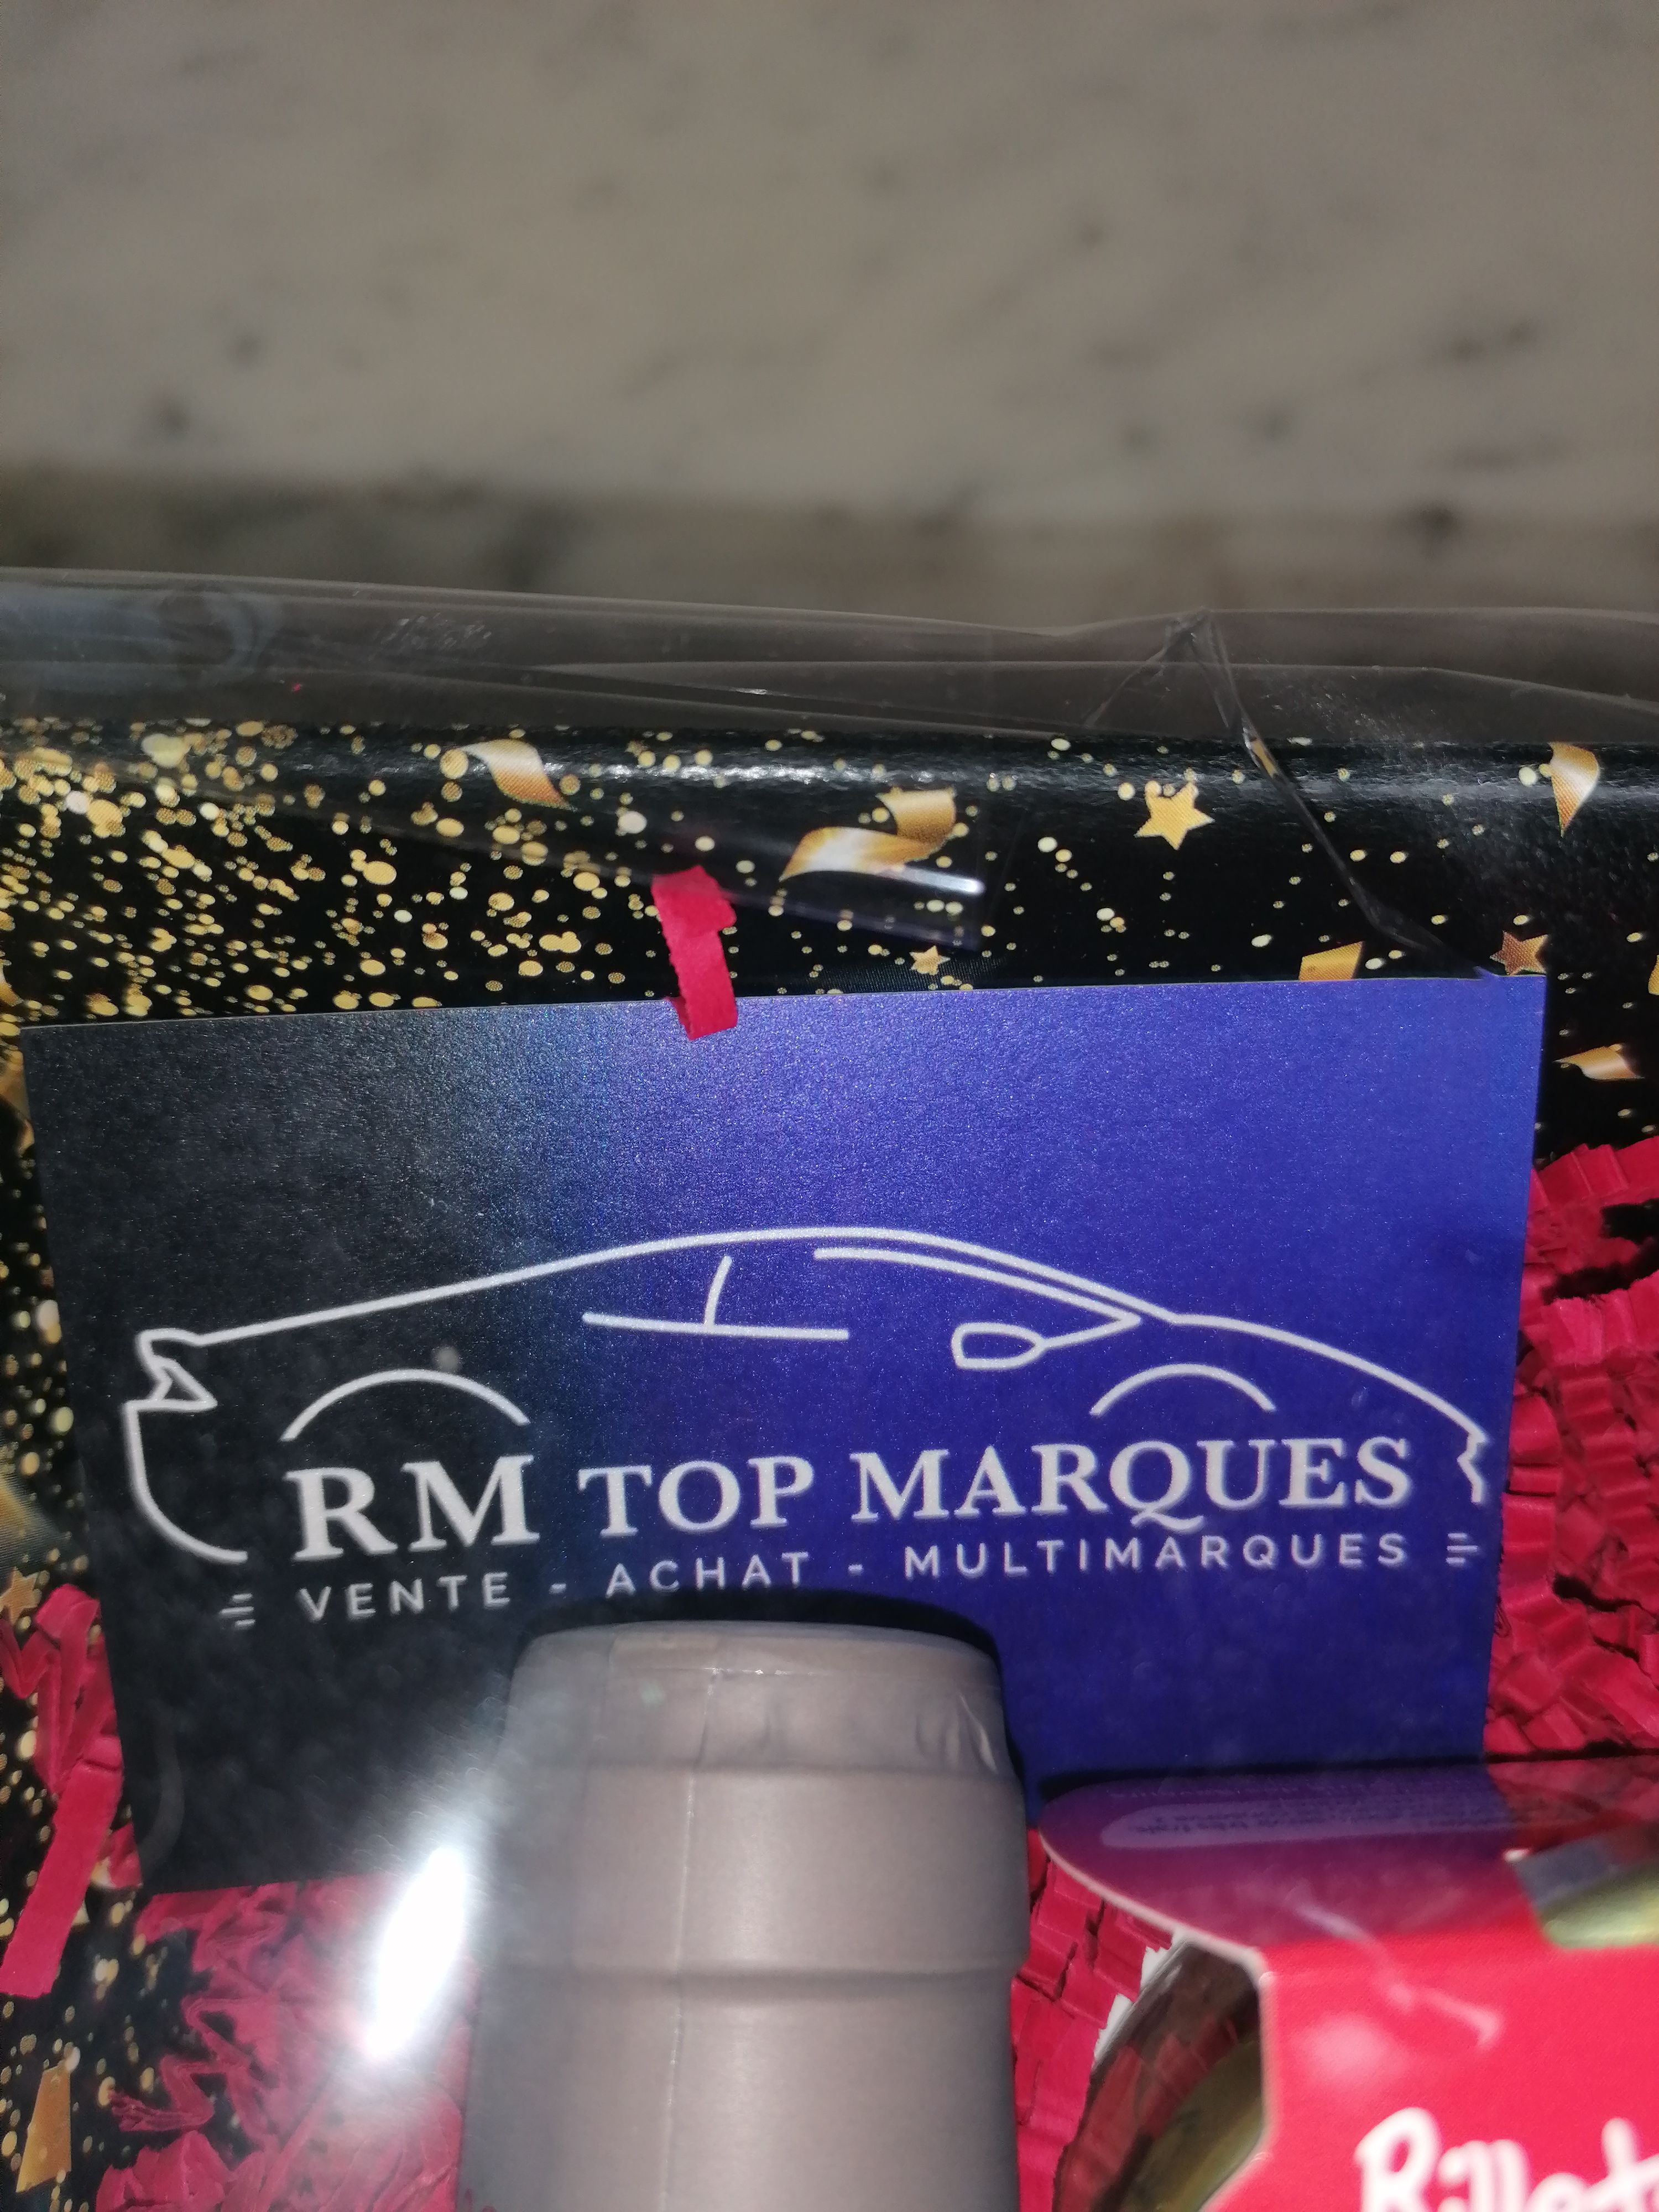 RM TOP MARQUES
VENTE - ACHAT - MULTIMARQUES